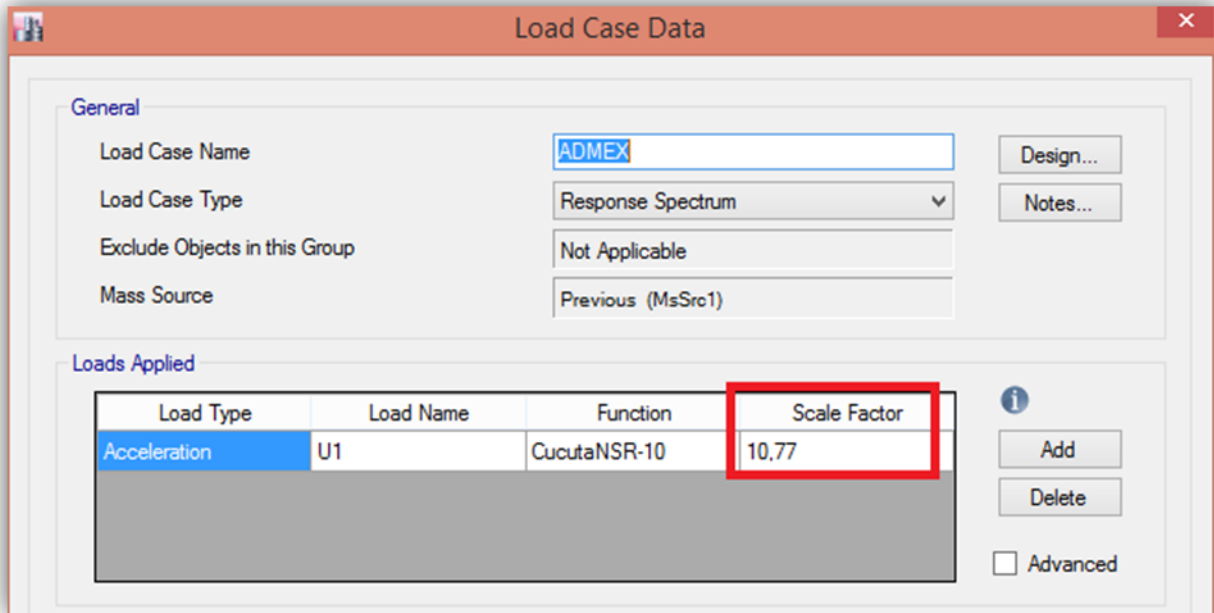 Load Case Data
General
Load Case Name ADMEX Design...
Load Case Type Response Spectrum Notes...
Exclude Objects in this Group Not Applicable
Mass Source Previous (MsSrc1)
Loads Applied
Load Type Load Name Function Scale Factor
Acceleration U1 CucutaNSR-10 10,77 Add
Delete
Advanced